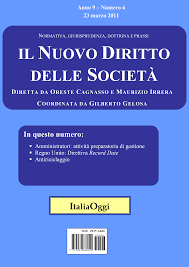 Anno 9 – Numero 6
23 marzo 2011
NORMATIVA, GIURISPRUDENZA, DOTTRINA E PRASSI
IL NUOVO DIRITTO
DELLE SOCIETÀ
DIRETTA DA ORESTE CAGNASSO E MAURIZIO IRRERA
COORDINATA DA GILBERTO GELOSA
In questo numero:
• Amministratori: attività preparatoria di gestione
• Regno Unito: Direttiva Record Date
• Antiriciclaggio
ItaliaOggi